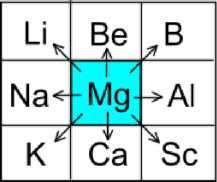 Li Be B
Na Mg Al
K Ca Sc